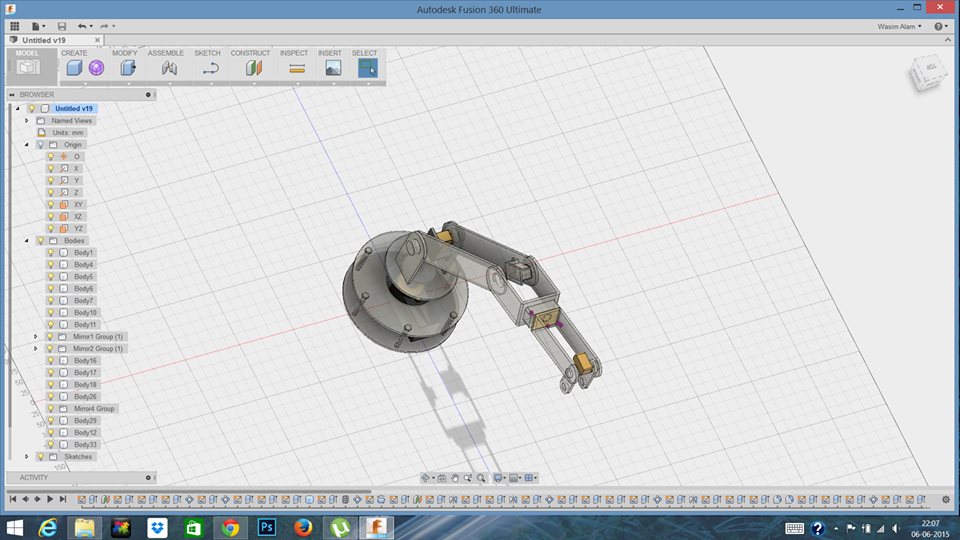 Autodesk Fusion 360 Ultimate
Wasim Alam
Untitled v19
MODEL
CREATE
MODIFY
ASSEMBLE
SKETCH
CONSTRUCT
INSPECT
INSERT
SELECT
TOP
BROWSER
Untitled v19
Named Views
Units: mm
Origin
O
X
Y
Z
XY
XZ
YZ
Bodies
Body1
Body4
Body5
Body6
Body7
Body10
Body11
Mirror1 Group (1)
Mirror2 Group (1)
Body16
Body17
Body18
Body26
Mirror4 Group
Body29
Body12
Body33
Sketches
150
ACTIVITY
Ps
22:07
06-06-2015